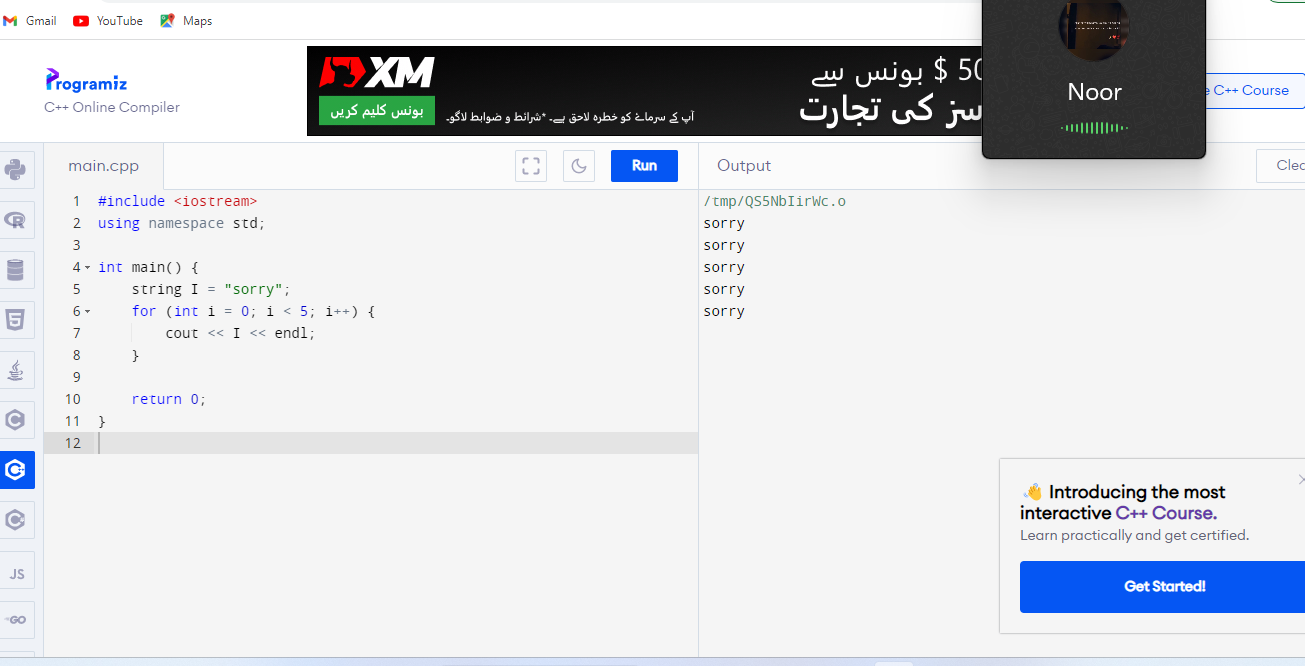 Gmail YouTube Maps
Programiz
C++ Online Compiler
XM
بونس کلیم کریں
$ 50 بونس سے
سز کی تجارت
آپ کے سرمائے کو خطرہ لاحق ہے۔ *شرائط و ضوابط لاگو۔
Noor
C++ Course
main.cpp
Run
Output
1 #include <iostream>
2 using namespace std;
3
4 int main() {
5 string I = "sorry";
6 for (int i = 0; i < 5; i++) {
7 cout << I << endl;
8 }
9
10 return 0;
11 }
12
/tmp/QS5NbIirWc.o
sorry
sorry
sorry
sorry
sorry
JS
GO
👋 Introducing the most
interactive C++ Course.
Learn practically and get certified.
Get Started!